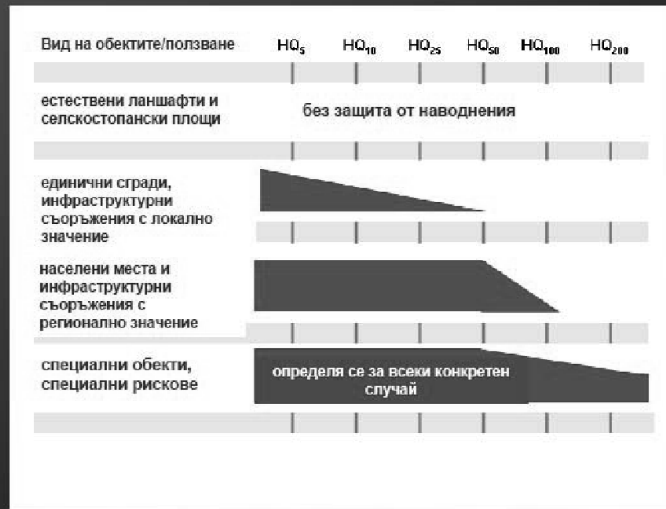 Вид на обектите/ползване HQ5 HQ10 HQ25 HQ50 HQ100 HQ200
естествени ланшафти и
селскостопански площи
без защита от наводнения
единични сгради,
инфраструктурни
съоръжения с локално
значение
населени места и
инфраструктурни
съоръжения с
регионално значение
специални обекти,
специални рискове
определя се за всеки конкретен
случай